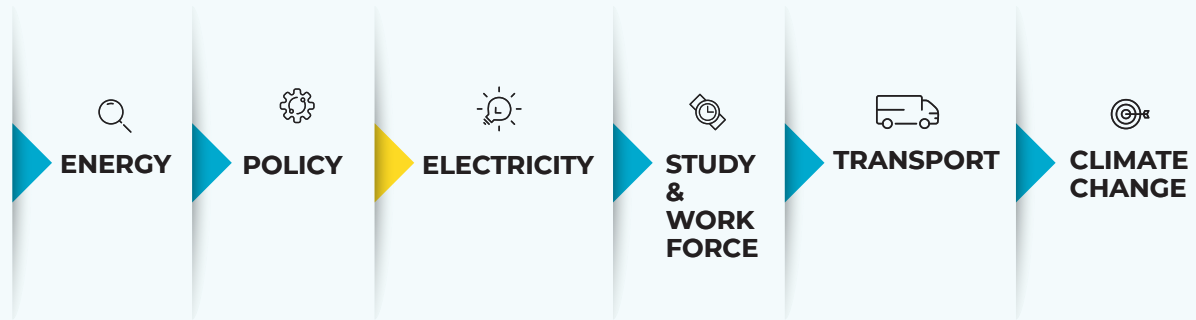 ENERGY
POLICY
ELECTRICITY
STUDY
&
WORK
FORCE
TRANSPORT
CLIMATE
CHANGE